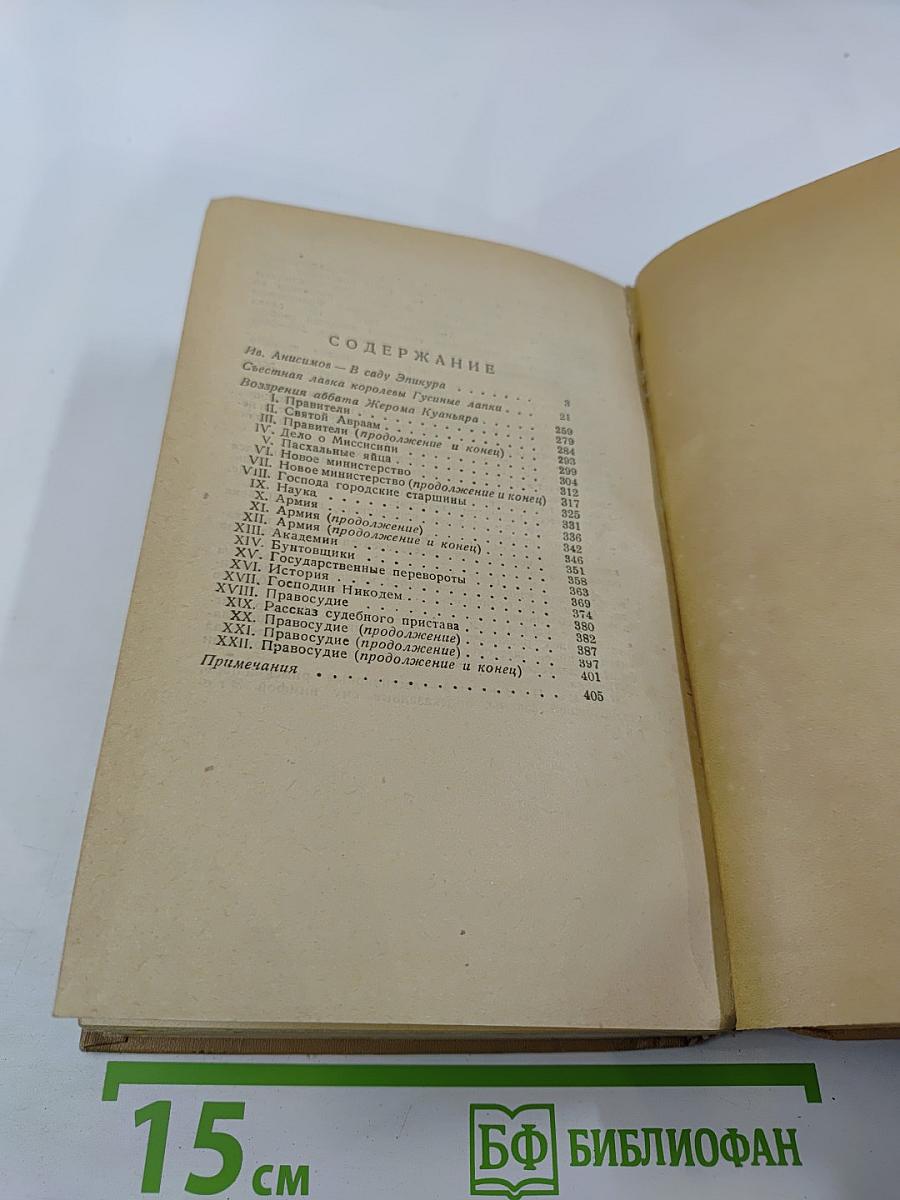 СОДЕРЖАНИЕ
Ив. Анисимов — В саду Эпикура . . . . . . 3
Съестная лавка королевы Гусиные лапки . . . 21
Воззрения аббата Жерома Куаньяра . . . . . 259
I. Правители . . . . . . . . . . . . 279
II. Святой Авраам . . . . . . . . . . 284
III. Правители (продолжение и конец) . . . 293
IV. Дело о Миссисипи . . . . . . . . 299
V. Пасхальные яйца . . . . . . . . . 304
VI. Новое министерство . . . . . . . 312
VII. Новое министерство (продолжение и конец) 317
VIII. Господа городские старшины . . . . . 325
IX. Наука . . . . . . . . . . . . . 331
X. Армия . . . . . . . . . . . . . 336
XI. Армия (продолжение) . . . . . . . 342
XII. Армия (продолжение и конец) . . . . 346
XIII. Академии . . . . . . . . . . . . 351
XIV. Бунтовщики . . . . . . . . . . . 358
XV. Государственные перевороты . . . . . 363
XVI. История . . . . . . . . . . . . 369
XVII. Господин Никодем . . . . . . . . 374
XVIII. Правосудие . . . . . . . . . . . 380
XIX. Рассказ судебного пристава . . . . . 382
XX. Правосудие (продолжение) . . . . . . 387
XXI. Правосудие (продолжение) . . . . . . 397
XXII. Правосудие (продолжение и конец) . . 401
Примечания . . . . . . . . . . . . . . . 405
15 см
БФ БИБЛИОФАН